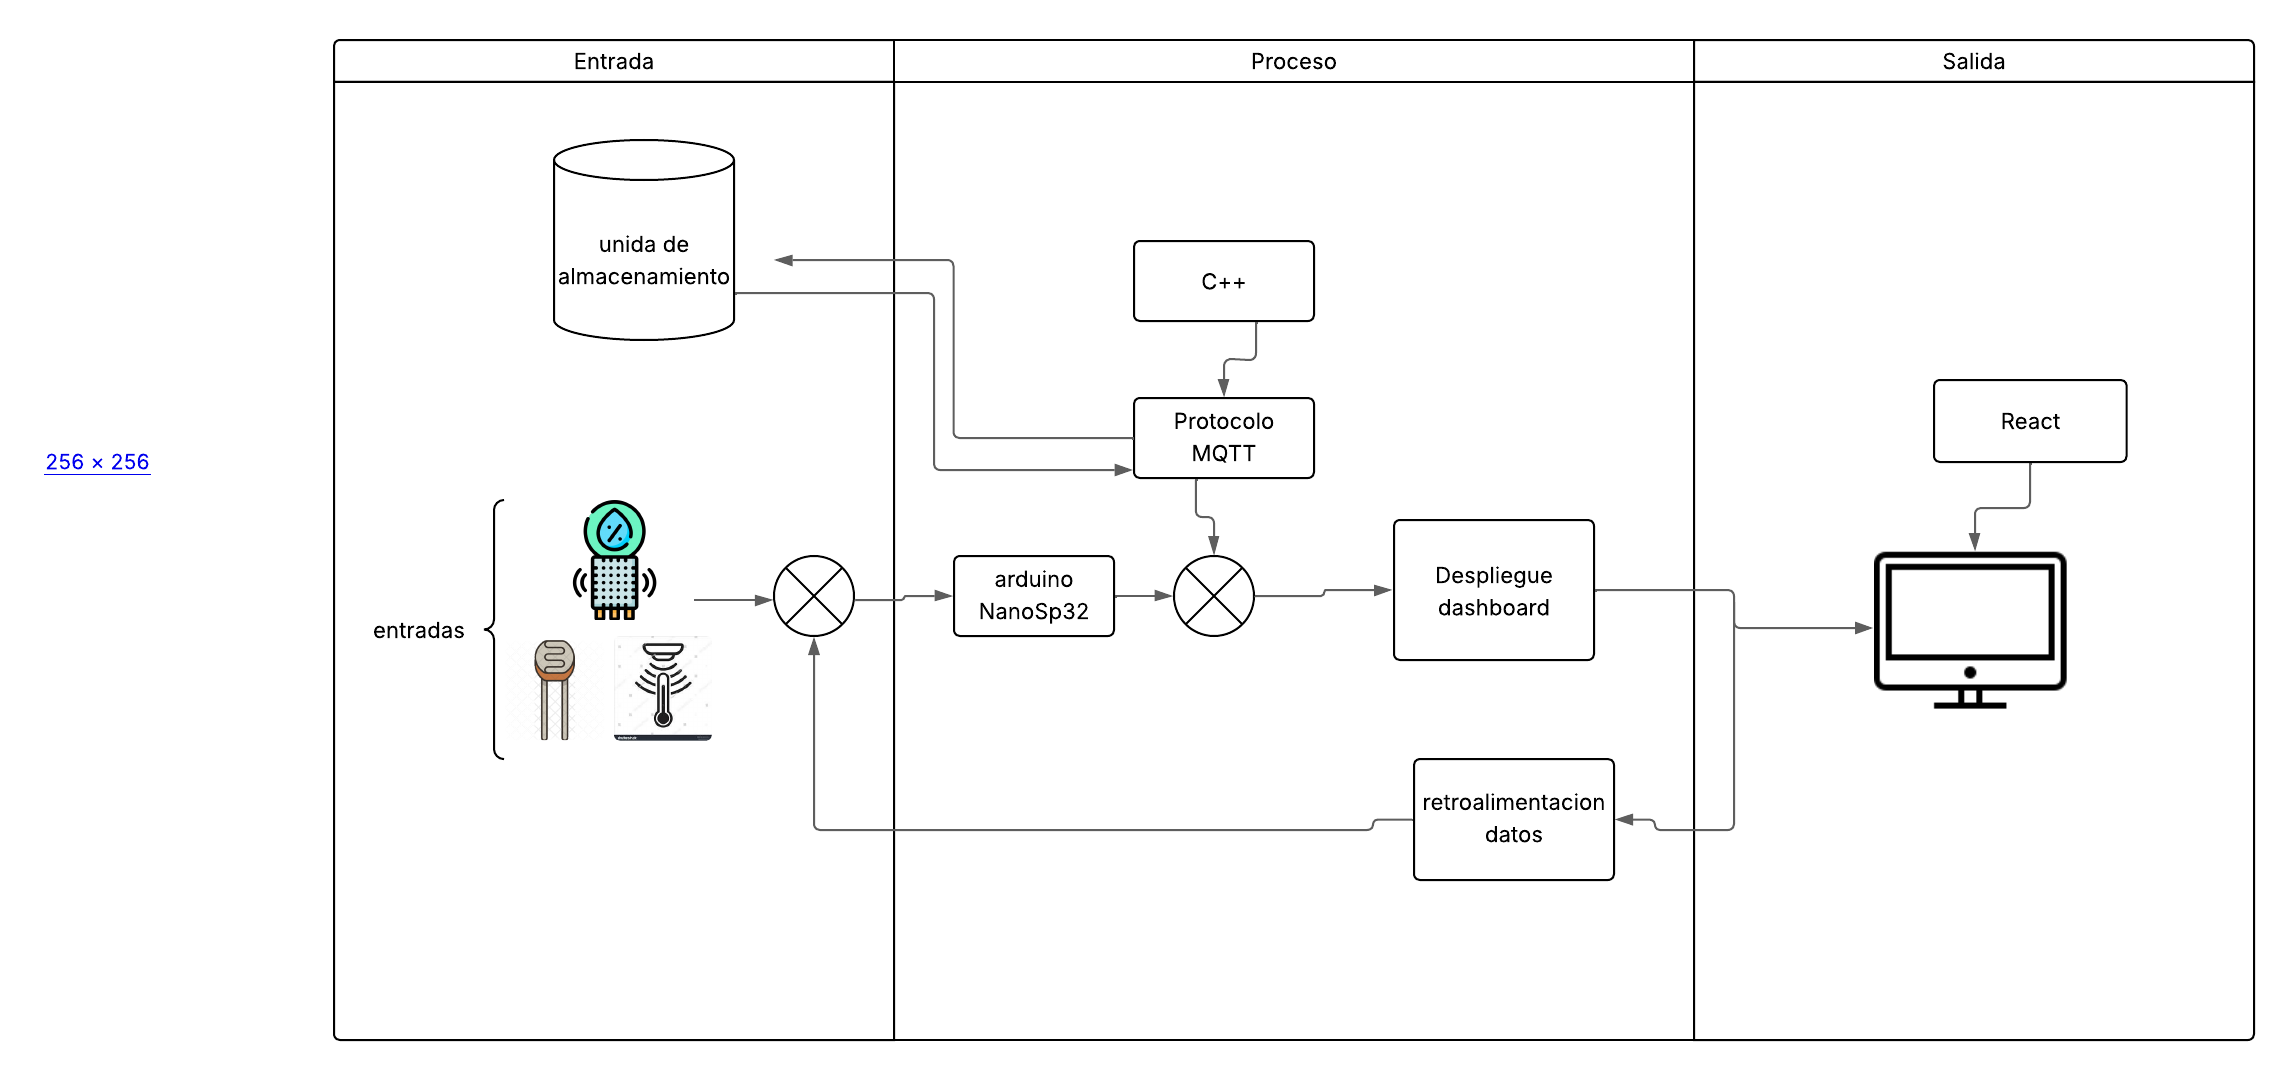 Entrada
Proceso
Salida
unida de
almacenamiento
C++
Protocolo
MQTT
React
256 × 256
entradas
arduino
NanoSp32
Despliegue
dashboard
retroalimentacion
datos